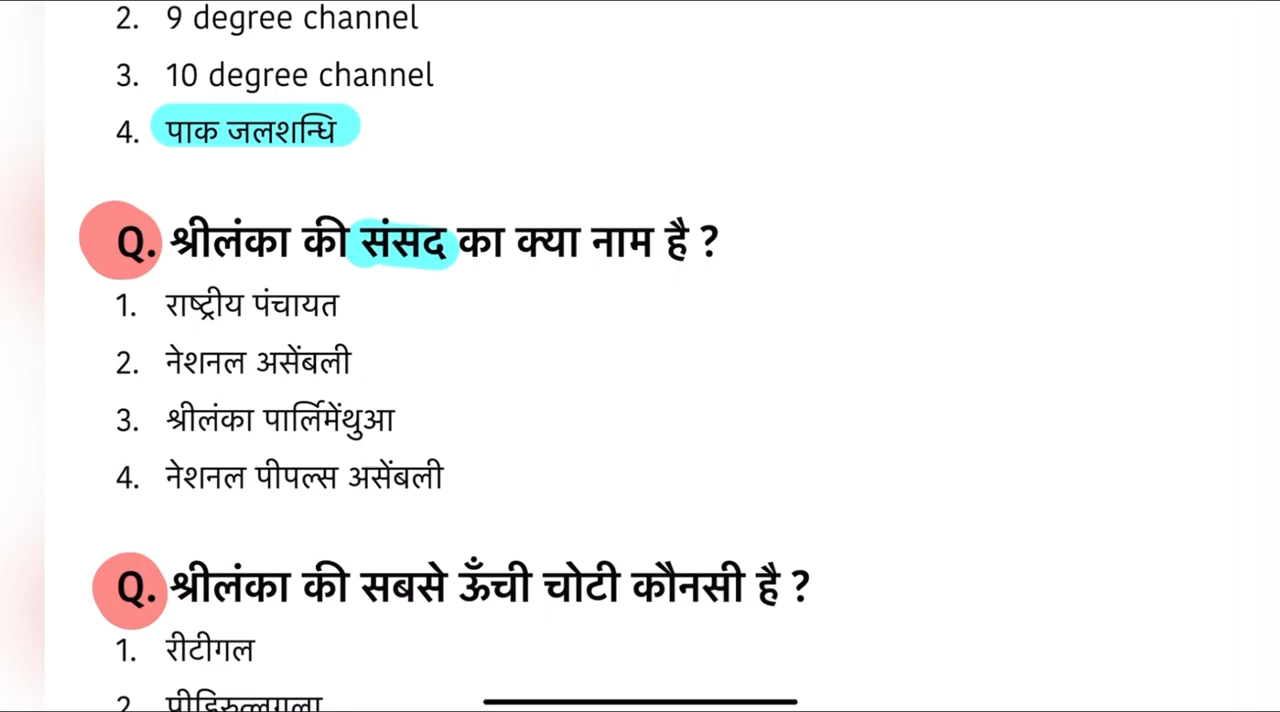 2. 9 degree channel
3. 10 degree channel
4. पाक जलशन्धि
Q. श्रीलंका की संसद का क्या नाम है ?
1. राष्ट्रीय पंचायत
2. नेशनल असेंबली
3. श्रीलंका पार्लिमेंथुआ
4. नेशनल पीपल्स असेंबली
Q. श्रीलंका की सबसे ऊँची चोटी कौनसी है ?
1. रीटीगल
2.